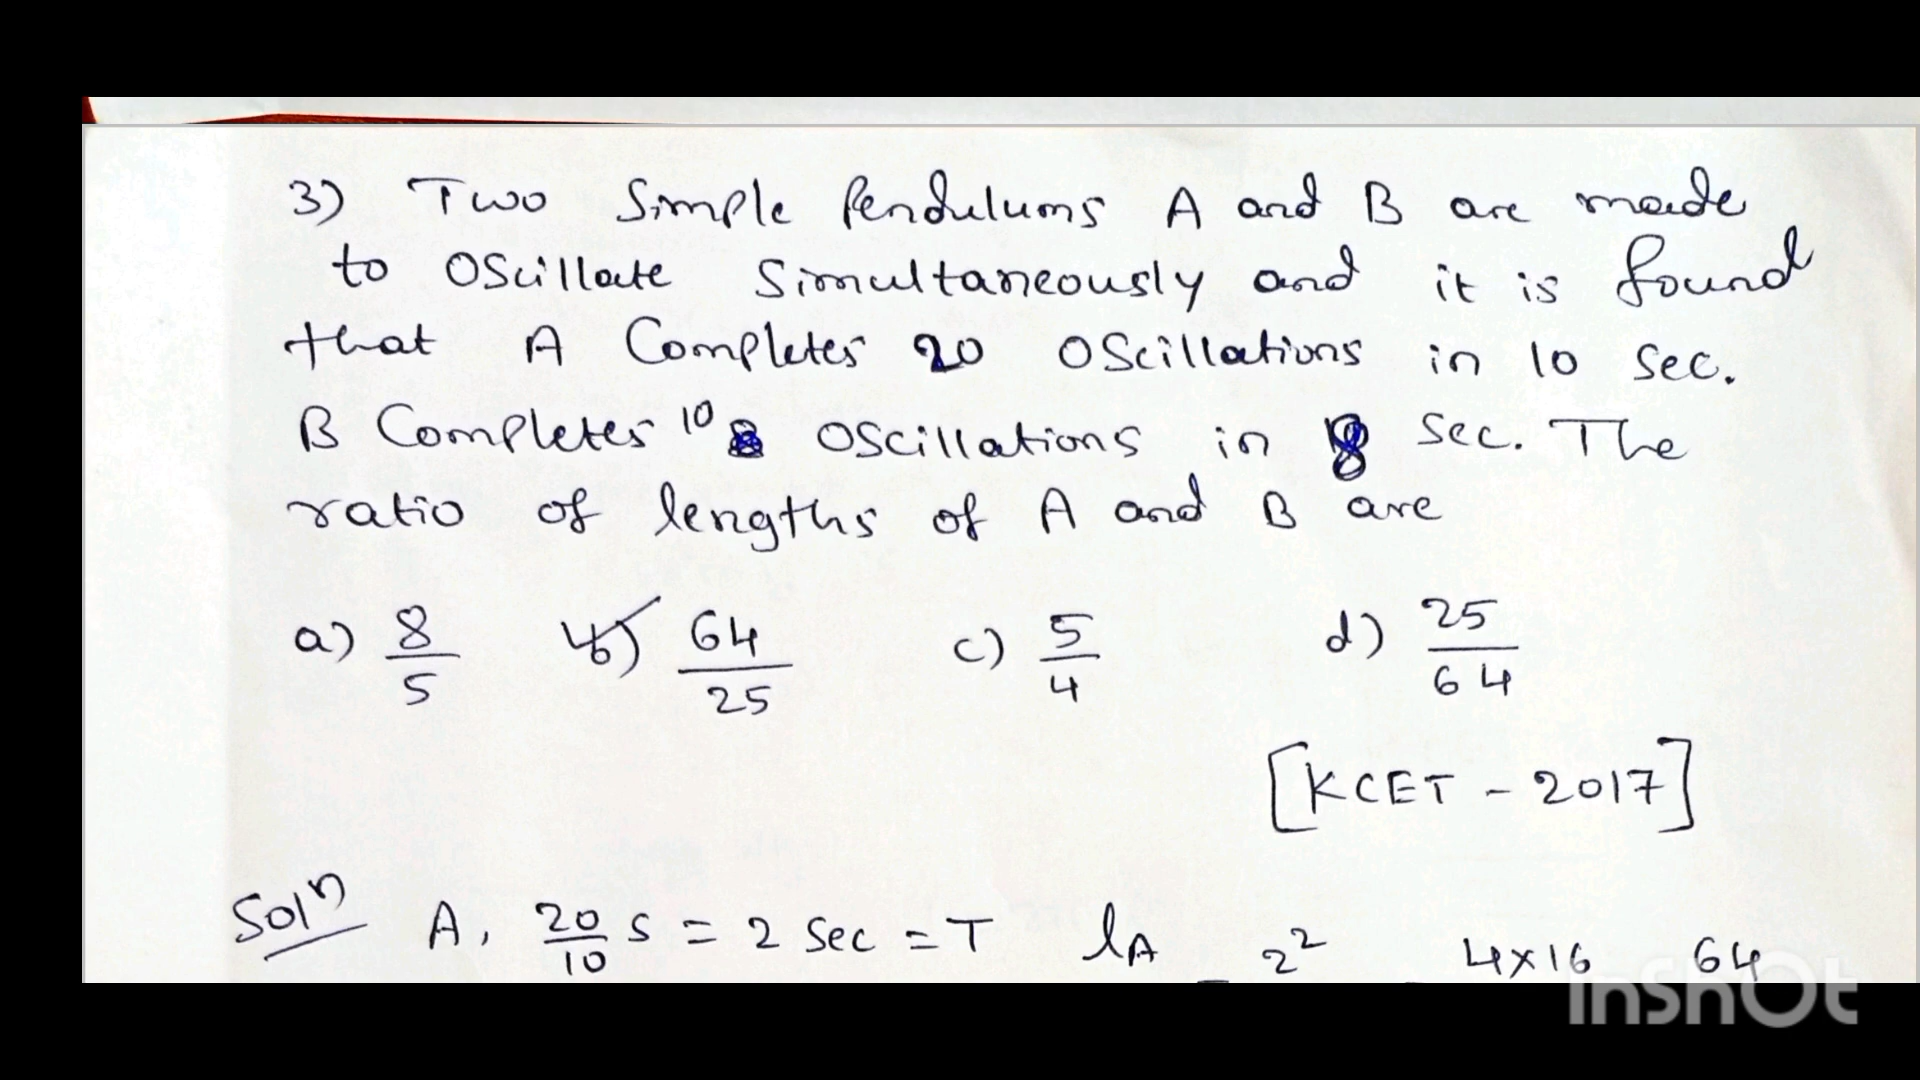 3) Two Simple Pendulums A and B are made
to Oscillate Simultaneously and it is found
that A Completes 20 Oscillations in 10 Sec.
B Completes 10 Oscillations in 8 Sec. The
ratio of lengths of A and B are
a) 8/5 b) 64/25 c) 5/4 d) 25/64
[KCET - 2017]
Solⁿ A, 20/10 s = 2 Sec = T lA 2² 4×16 64
InShOt